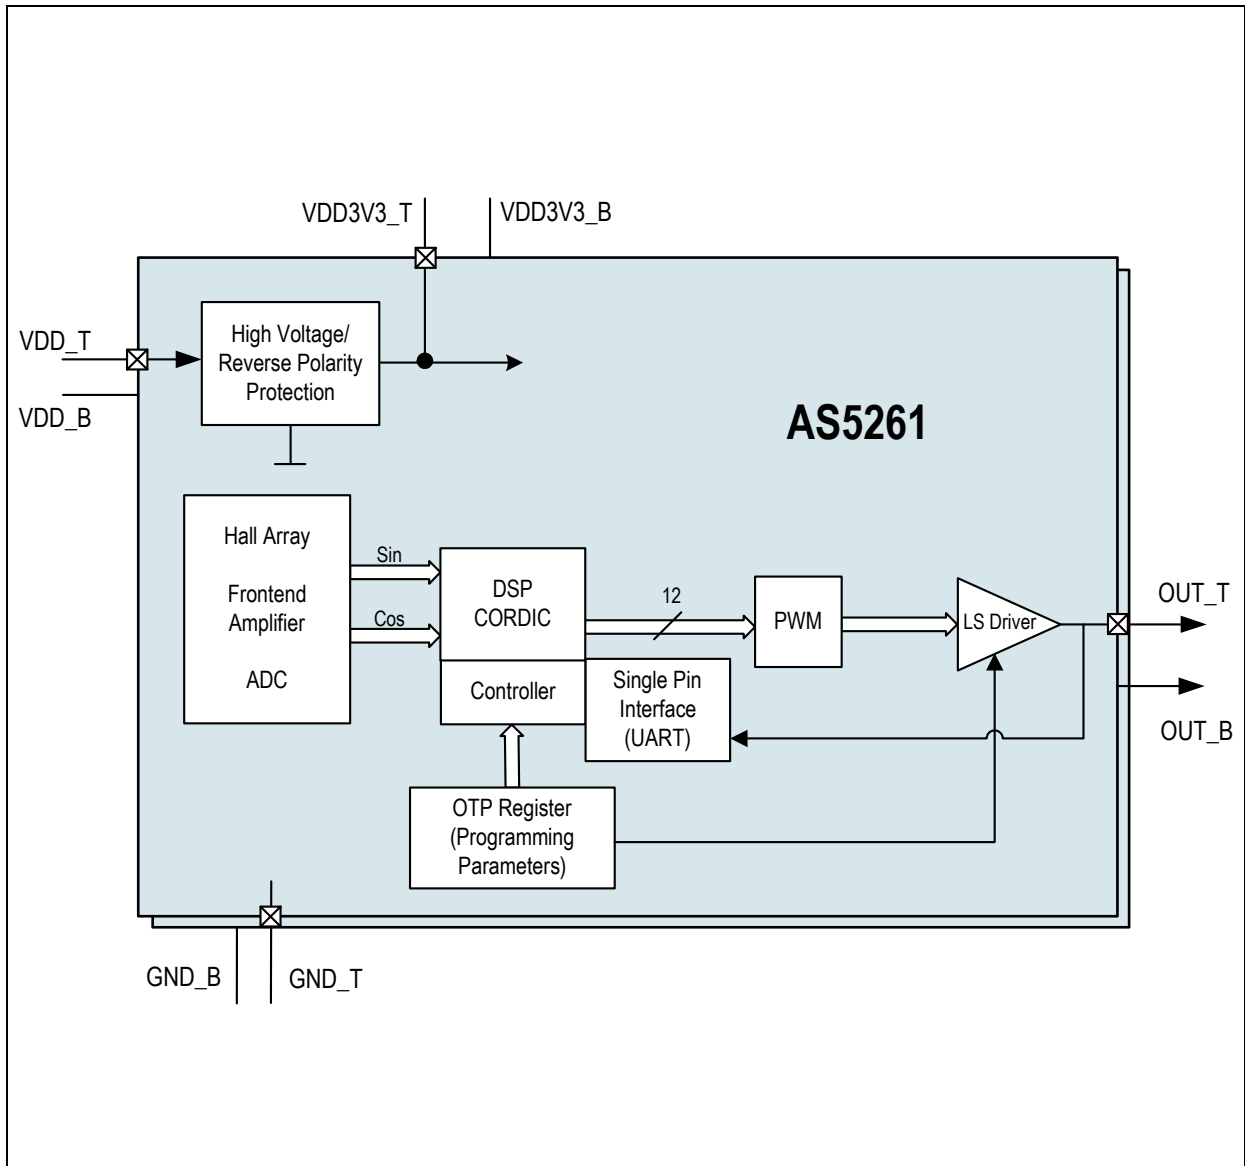 VDD3V3_T
VDD3V3_B
VDD_T
VDD_B
High Voltage/
Reverse Polarity
Protection
AS5261
Hall Array
Frontend
Amplifier
ADC
Sin
Cos
DSP
CORDIC
Controller
12
PWM
LS Driver
OUT_T
OUT_B
Single Pin
Interface
(UART)
OTP Register
(Programming
Parameters)
GND_B
GND_T